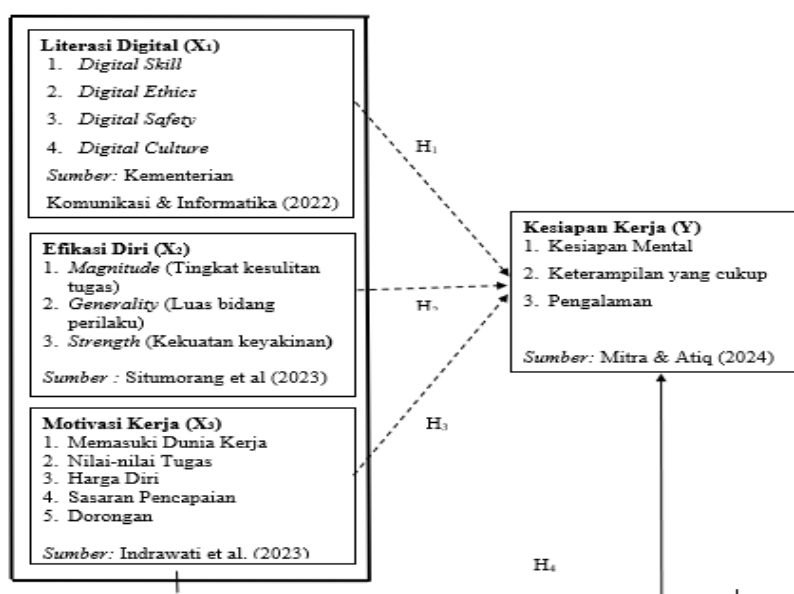 Literasi Digital (X₁)
1. Digital Skill
2. Digital Ethics
3. Digital Safety
4. Digital Culture
Sumber: Kementerian
Komunikasi & Informatika (2022)
H₁
Efikasi Diri (X₂)
1. Magnitude (Tingkat kesulitan
tugas)
2. Generality (Luas bidang
perilaku)
3. Strength (Kekuatan keyakinan)
Sumber : Situmorang et al (2023)
H₂
Kesiapan Kerja (Y)
1. Kesiapan Mental
2. Keterampilan yang cukup
3. Pengalaman
Sumber: Mitra & Atiq (2024)
Motivasi Kerja (X₃)
1. Memasuki Dunia Kerja
2. Nilai-nilai Tugas
3. Harga Diri
4. Sasaran Pencapaian
5. Dorongan
Sumber: Indrawati et al. (2023)
H₃
H₄